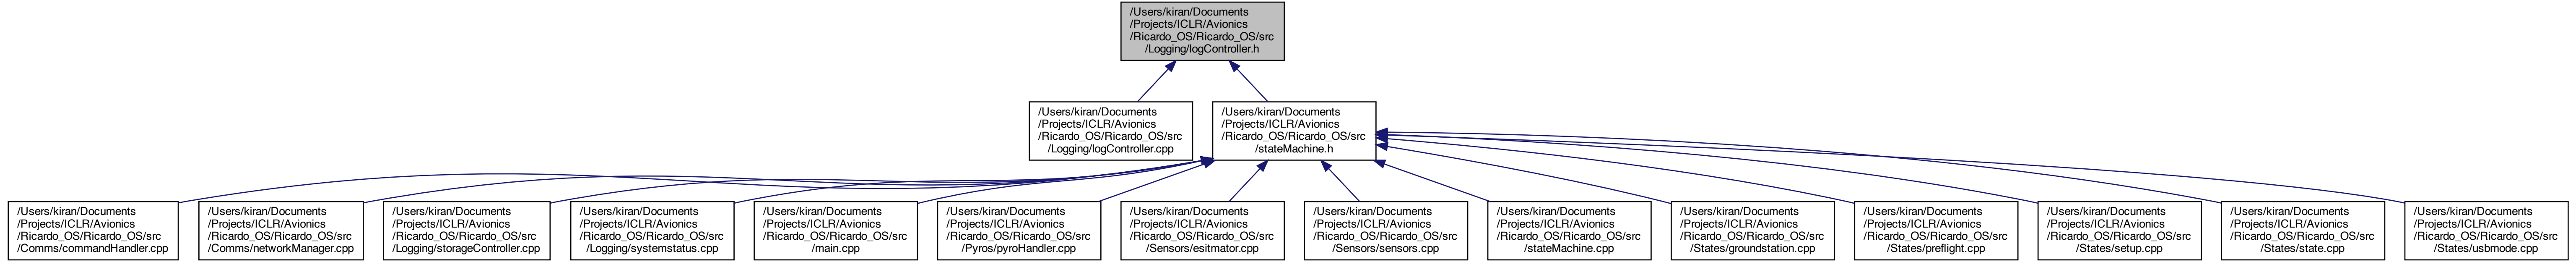 /Users/kiran/Documents
/Projects/ICLR/Avionics
/Ricardo_OS/Ricardo_OS/src
/Logging/logController.h
/Users/kiran/Documents
/Projects/ICLR/Avionics
/Ricardo_OS/Ricardo_OS/src
/Logging/logController.cpp
/Users/kiran/Documents
/Projects/ICLR/Avionics
/Ricardo_OS/Ricardo_OS/src
/stateMachine.h
/Users/kiran/Documents
/Projects/ICLR/Avionics
/Ricardo_OS/Ricardo_OS/src
/Comms/commandHandler.cpp
/Users/kiran/Documents
/Projects/ICLR/Avionics
/Ricardo_OS/Ricardo_OS/src
/Comms/networkManager.cpp
/Users/kiran/Documents
/Projects/ICLR/Avionics
/Ricardo_OS/Ricardo_OS/src
/Logging/storageController.cpp
/Users/kiran/Documents
/Projects/ICLR/Avionics
/Ricardo_OS/Ricardo_OS/src
/Logging/systemstatus.cpp
/Users/kiran/Documents
/Projects/ICLR/Avionics
/Ricardo_OS/Ricardo_OS/src
/main.cpp
/Users/kiran/Documents
/Projects/ICLR/Avionics
/Ricardo_OS/Ricardo_OS/src
/Pyros/pyroHandler.cpp
/Users/kiran/Documents
/Projects/ICLR/Avionics
/Ricardo_OS/Ricardo_OS/src
/Sensors/esitmator.cpp
/Users/kiran/Documents
/Projects/ICLR/Avionics
/Ricardo_OS/Ricardo_OS/src
/Sensors/sensors.cpp
/Users/kiran/Documents
/Projects/ICLR/Avionics
/Ricardo_OS/Ricardo_OS/src
/stateMachine.cpp
/Users/kiran/Documents
/Projects/ICLR/Avionics
/Ricardo_OS/Ricardo_OS/src
/States/groundstation.cpp
/Users/kiran/Documents
/Projects/ICLR/Avionics
/Ricardo_OS/Ricardo_OS/src
/States/preflight.cpp
/Users/kiran/Documents
/Projects/ICLR/Avionics
/Ricardo_OS/Ricardo_OS/src
/States/setup.cpp
/Users/kiran/Documents
/Projects/ICLR/Avionics
/Ricardo_OS/Ricardo_OS/src
/States/state.cpp
/Users/kiran/Documents
/Projects/ICLR/Avionics
/Ricardo_OS/Ricardo_OS/src
/States/usbmode.cpp